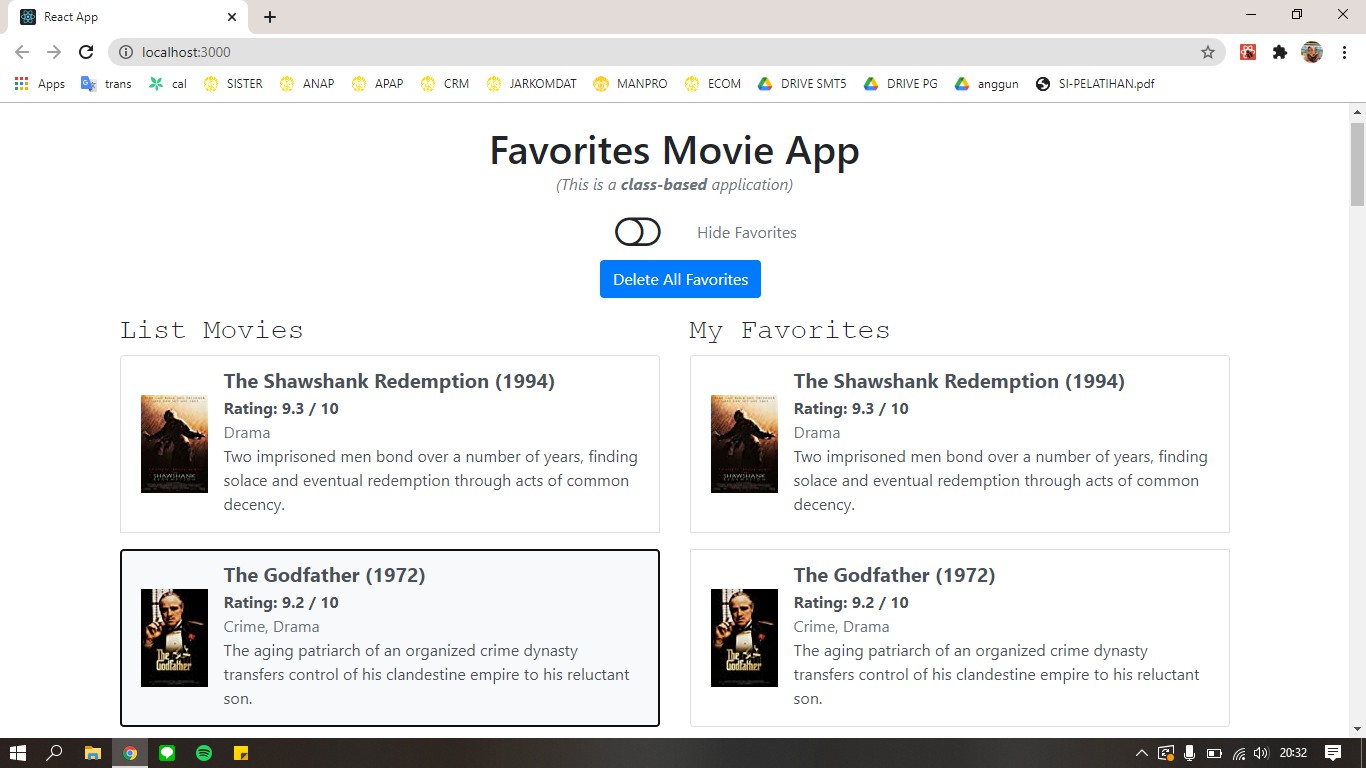 React App
localhost:3000
Apps trans cal SISTER ANAP APAP CRM JARKOMDAT MANPRO ECOM DRIVE SMT5 DRIVE PG anggun SI-PELATIHAN.pdf
Favorites Movie App
(This is a class-based application)
Hide Favorites
Delete All Favorites
List Movies
The Shawshank Redemption (1994)
Rating: 9.3 / 10
Drama
Two imprisoned men bond over a number of years, finding
solace and eventual redemption through acts of common
decency.
The Godfather (1972)
Rating: 9.2 / 10
Crime, Drama
The aging patriarch of an organized crime dynasty
transfers control of his clandestine empire to his reluctant
son.
My Favorites
The Shawshank Redemption (1994)
Rating: 9.3 / 10
Drama
Two imprisoned men bond over a number of years, finding
solace and eventual redemption through acts of common
decency.
The Godfather (1972)
Rating: 9.2 / 10
Crime, Drama
The aging patriarch of an organized crime dynasty
transfers control of his clandestine empire to his reluctant
son.
SHAWSHANK
The
Godfather
SHAWSHANK
The
Godfather
20:32